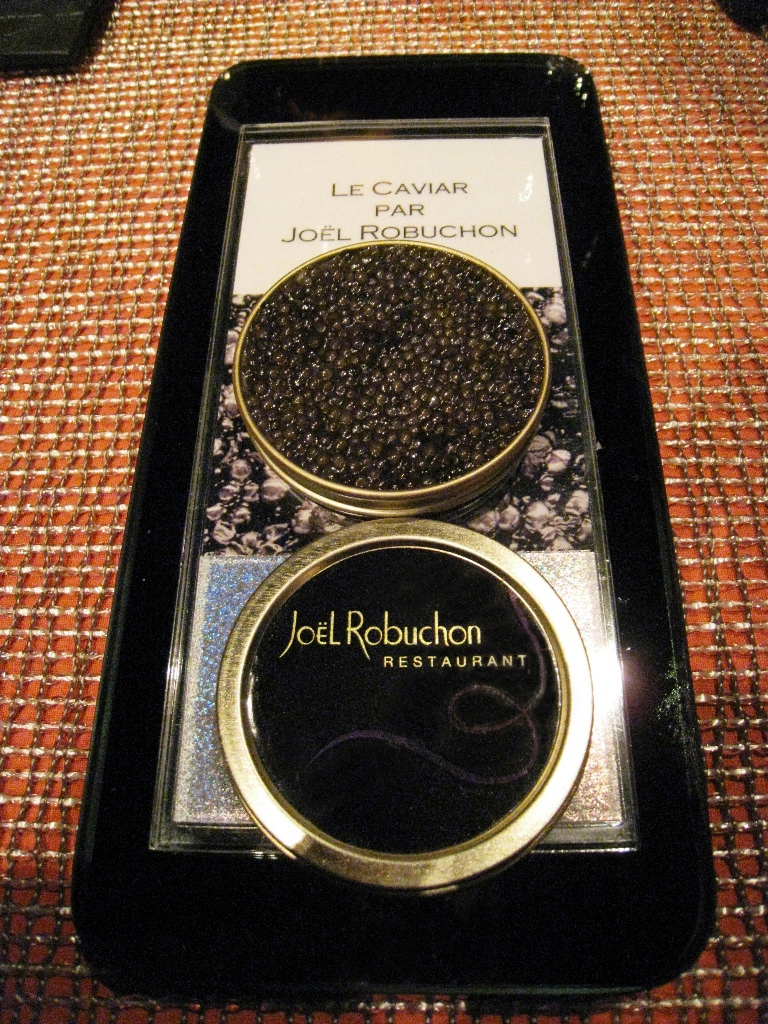 LE CAVIAR
PAR
JOËL ROBUCHON
JoëL Robuchon
RESTAURANT